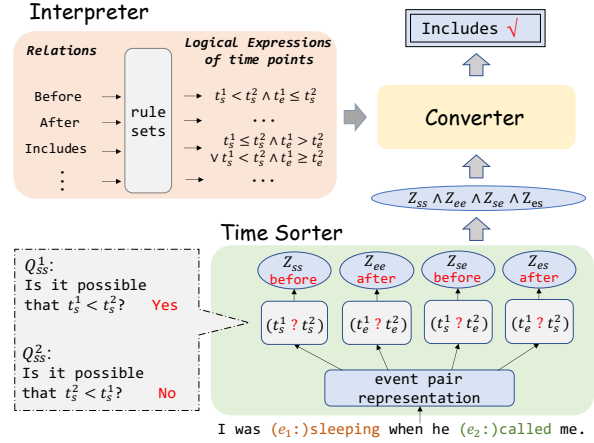 Interpreter
Relations
Logical Expressions
of time points
Before
After
Includes
⋮
rule
sets
t_s^1 < t_s^2 ∧ t_e^1 ≤ t_s^2
...
t_s^1 ≤ t_s^2 ∧ t_e^1 > t_e^2
∨ t_s^1 < t_s^2 ∧ t_e^1 ≥ t_e^2
...
Includes √
Converter
Z_ss ∧ Z_ee ∧ Z_se ∧ Z_es
Time Sorter
Z_ss
before
Z_ee
after
Z_se
before
Z_es
after
(t_s^1 ? t_s^2)
(t_e^1 ? t_e^2)
(t_s^1 ? t_e^2)
(t_e^1 ? t_s^2)
event pair
representation
I was (e_1:)sleeping when he (e_2:)called me.
Q_ss^1:
Is it possible
that t_s^1 < t_s^2? Yes
Q_ss^2:
Is it possible
that t_s^2 < t_s^1? No